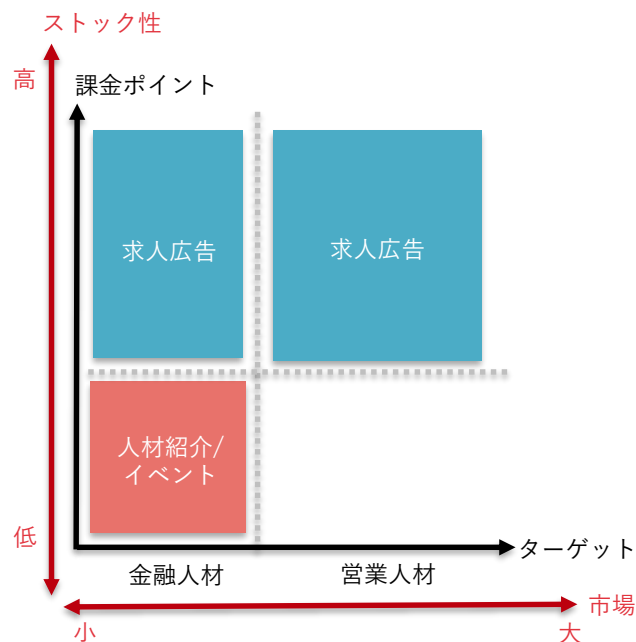 ストック性
高
課金ポイント
求人広告
求人広告
人材紹介/
イベント
低
ターゲット
金融人材
営業人材
市場
小
大